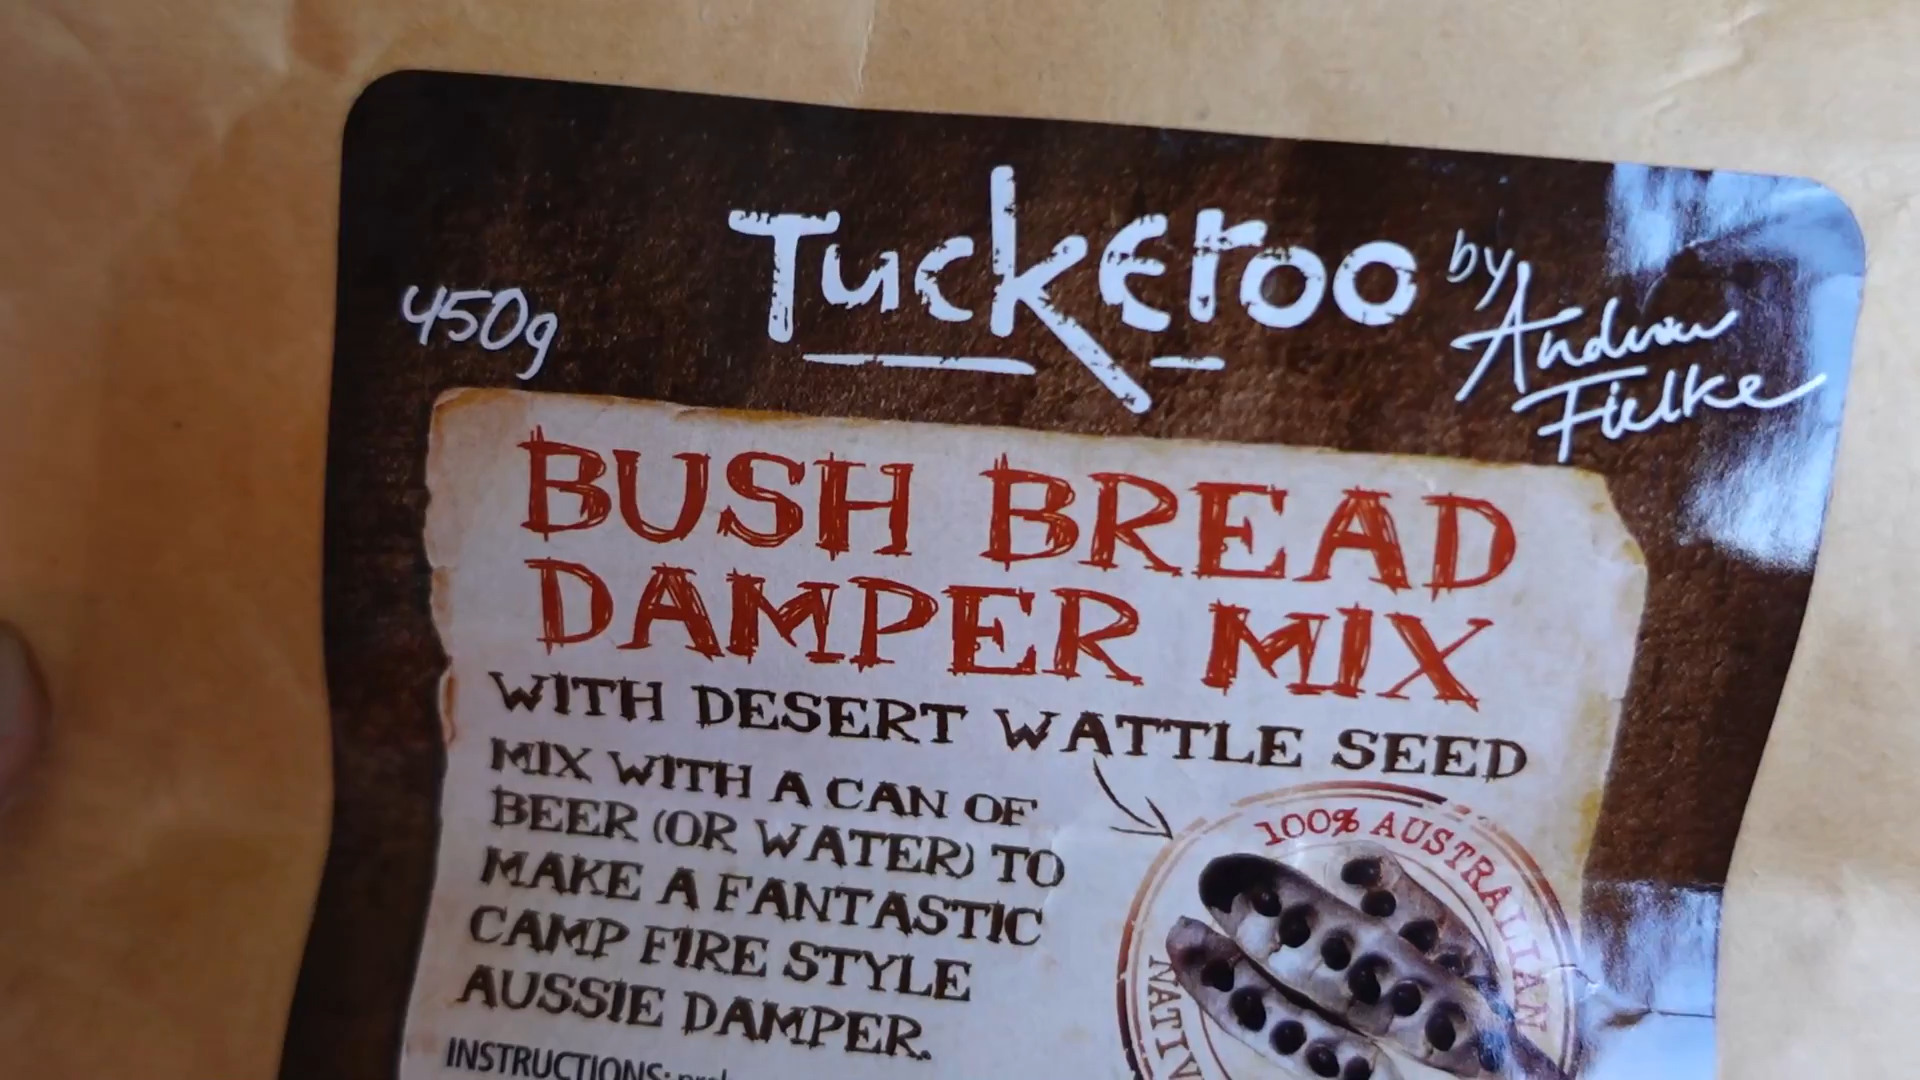 450g
Tuckeroo
by
Andrew
Fielke
BUSH BREAD
DAMPER MIX
WITH DESERT WATTLE SEED
MIX WITH A CAN OF
BEER (OR WATER) TO
MAKE A FANTASTIC
CAMP FIRE STYLE
AUSSIE DAMPER.
100% AUSTRALIAN
INSTRUCTIONS: